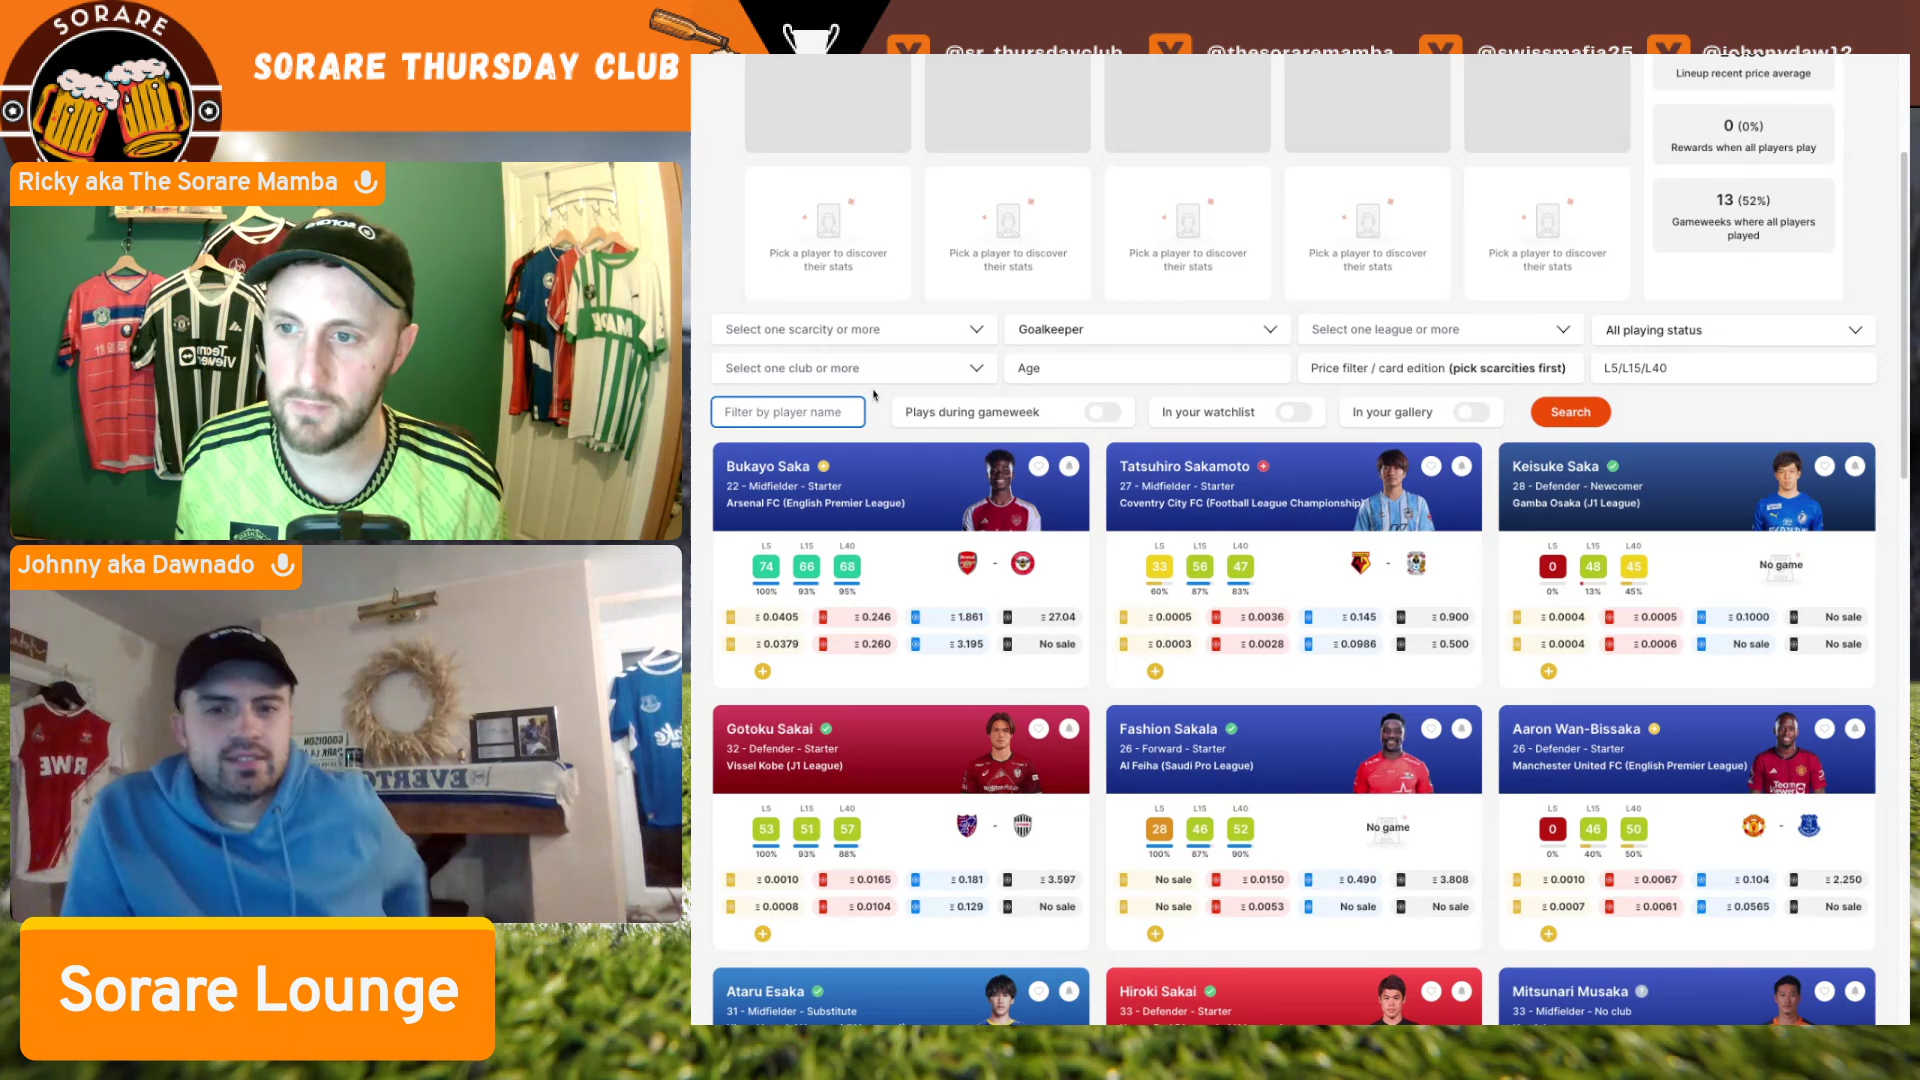 SORARE
SORARE THURSDAY CLUB
@sr_thursdayclub
@thesoraremamba
@swissmafia25
@johnnydaw12
Ricky aka The Sorare Mamba
Johnny aka Dawnado
Sorare Lounge
Lineup recent price average
0 (0%)
Rewards when all players play
13 (52%)
Gameweeks where all players
played
Pick a player to discover
their stats
Pick a player to discover
their stats
Pick a player to discover
their stats
Pick a player to discover
their stats
Pick a player to discover
their stats
Select one scarcity or more
Goalkeeper
Select one league or more
All playing status
Select one club or more
Age
Price filter / card edition (pick scarcities first)
L5/L15/L40
Filter by player name
Plays during gameweek
In your watchlist
In your gallery
Search
Bukayo Saka
22 - Midfielder - Starter
Arsenal FC (English Premier League)
L5 L15 L40
74 66 68
100% 93% 95%
Ξ 0.0405 Ξ 0.246 Ξ 1.861 Ξ 27.04
Ξ 0.0379 Ξ 0.260 Ξ 3.195 No sale
Tatsuhiro Sakamoto
27 - Midfielder - Starter
Coventry City FC (Football League Championship)
L5 L15 L40
33 56 47
60% 87% 83%
Ξ 0.0005 Ξ 0.0036 Ξ 0.145 Ξ 0.900
Ξ 0.0003 Ξ 0.0028 Ξ 0.0986 Ξ 0.500
Keisuke Saka
28 - Defender - Newcomer
Gamba Osaka (J1 League)
L5 L15 L40
0 48 45
0% 13% 45%
No game
Ξ 0.0004 Ξ 0.0005 Ξ 0.1000 No sale
Ξ 0.0004 Ξ 0.0006 No sale No sale
Gotoku Sakai
32 - Defender - Starter
Vissel Kobe (J1 League)
L5 L15 L40
53 51 57
100% 93% 88%
Ξ 0.0010 Ξ 0.0165 Ξ 0.181 Ξ 3.597
Ξ 0.0008 Ξ 0.0104 Ξ 0.129 No sale
Fashion Sakala
26 - Forward - Starter
Al Feiha (Saudi Pro League)
L5 L15 L40
28 46 52
100% 87% 90%
No game
No sale Ξ 0.0150 Ξ 0.490 Ξ 3.808
No sale Ξ 0.0053 No sale No sale
Aaron Wan-Bissaka
26 - Defender - Starter
Manchester United FC (English Premier League)
L5 L15 L40
0 46 50
0% 40% 50%
Ξ 0.0010 Ξ 0.0067 Ξ 0.104 Ξ 2.250
Ξ 0.0007 Ξ 0.0061 Ξ 0.0565 No sale
Ataru Esaka
31 - Midfielder - Substitute
Hiroki Sakai
33 - Defender - Starter
Mitsunari Musaka
33 - Midfielder - No club